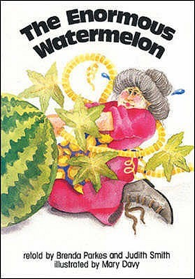 The Enormous
Watermelon
retold by Brenda Parkes and Judith Smith
illustrated by Mary Davy